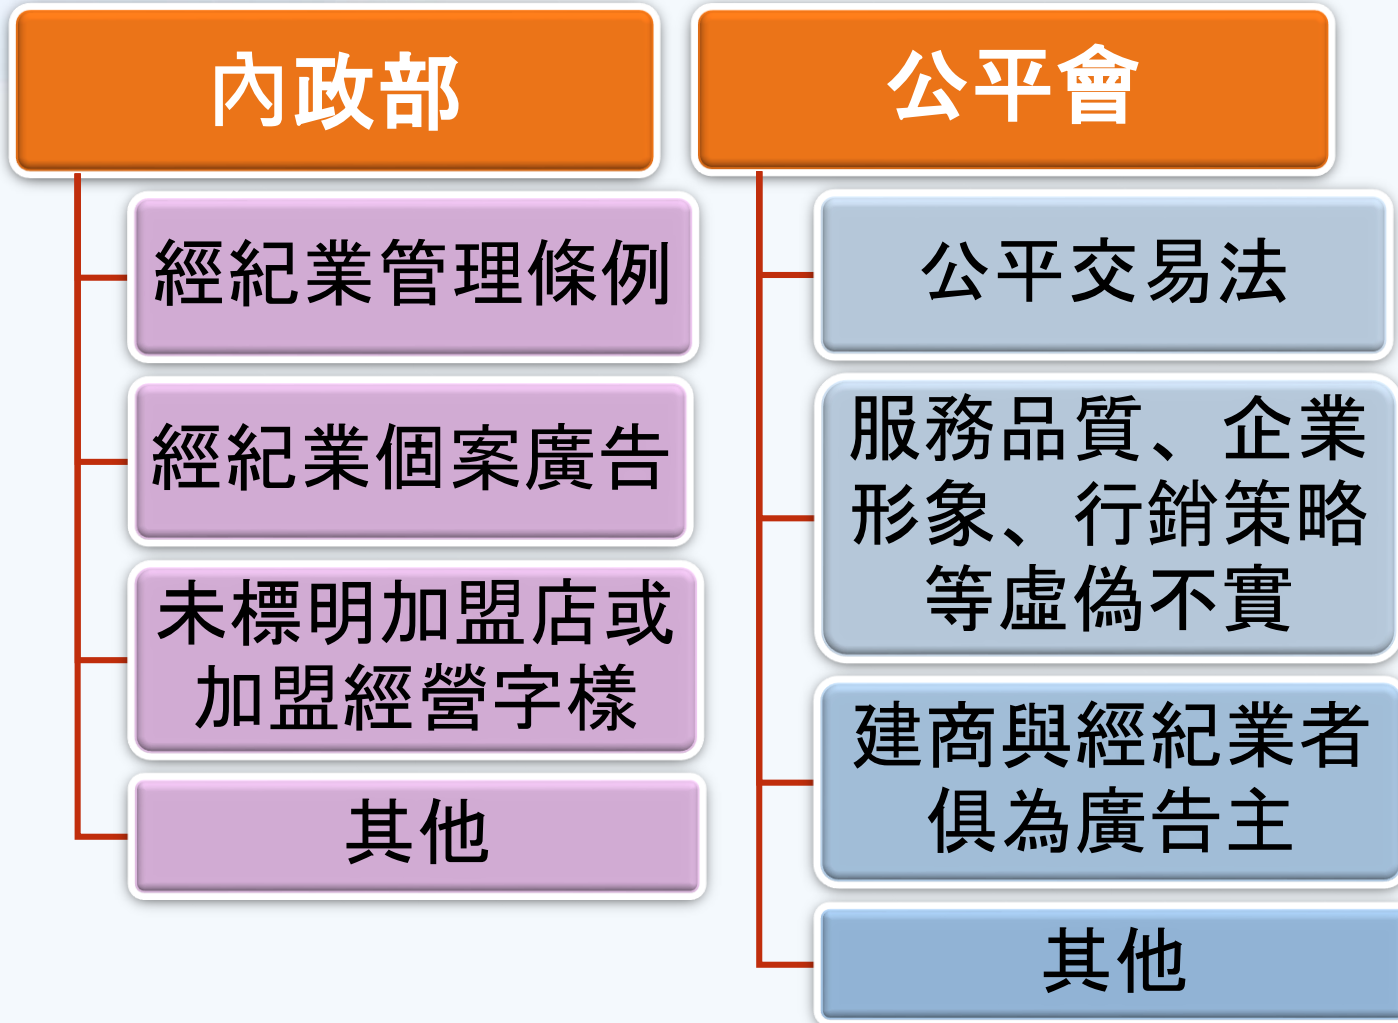 內政部
經紀業管理條例
經紀業個案廣告
未標明加盟店或
加盟經營字樣
其他
公平會
公平交易法
服務品質、企業
形象、行銷策略
等虛偽不實
建商與經紀業者
俱為廣告主
其他